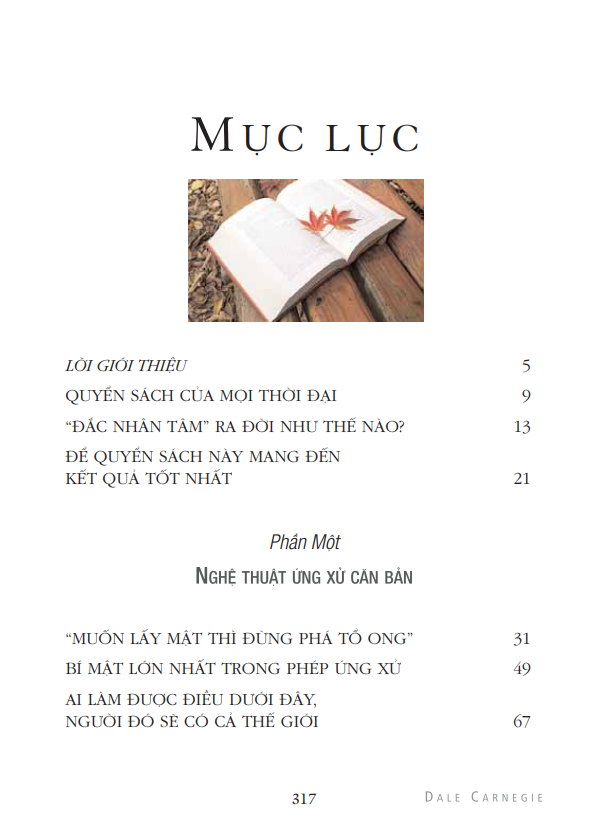 MỤC LỤC
LỜI GIỚI THIỆU 5
QUYỂN SÁCH CỦA MỌI THỜI ĐẠI 9
“ĐẮC NHÂN TÂM” RA ĐỜI NHƯ THẾ NÀO? 13
ĐỂ QUYỂN SÁCH NÀY MANG ĐẾN
KẾT QUẢ TỐT NHẤT 21
Phần Một
NGHỆ THUẬT ỨNG XỬ CĂN BẢN
“MUỐN LẤY MẬT THÌ ĐỪNG PHÁ TỔ ONG” 31
BÍ MẬT LỚN NHẤT TRONG PHÉP ỨNG XỬ 49
AI LÀM ĐƯỢC ĐIỀU DƯỚI ĐÂY,
NGƯỜI ĐÓ SẼ CÓ CẢ THẾ GIỚI 67
317 DALE CARNEGIE